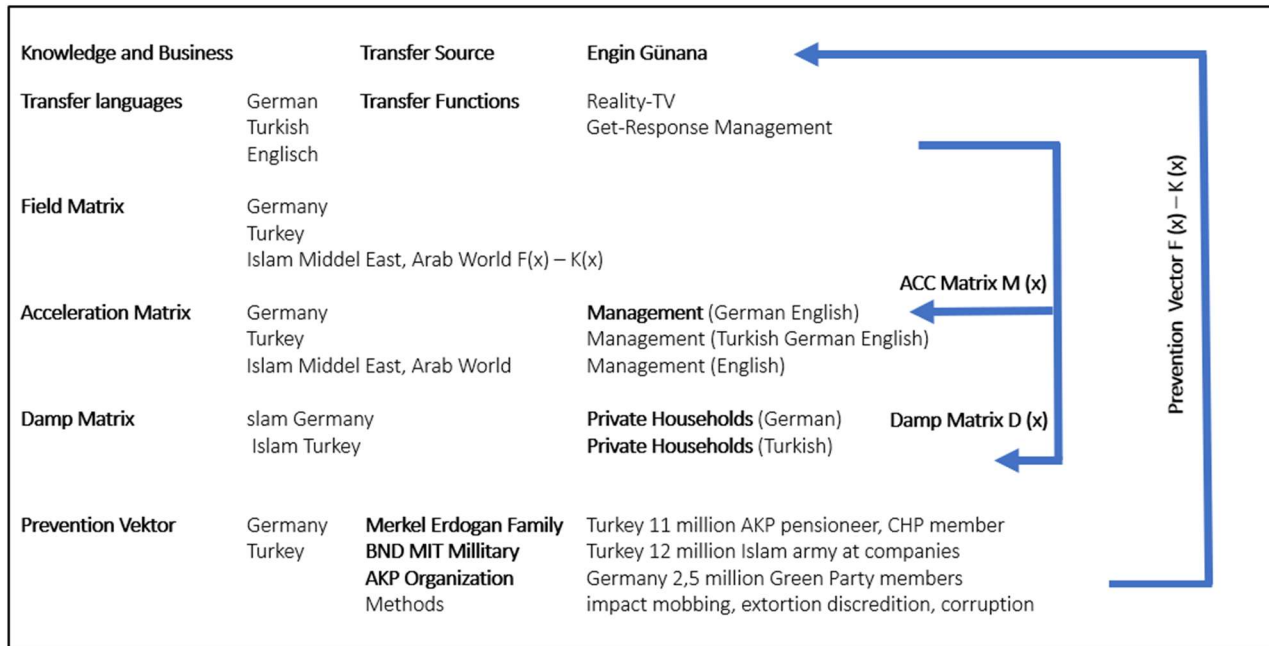 Knowledge and Business Transfer Source Engin Günana
Transfer languages German Transfer Functions Reality-TV
Turkish Get-Response Management
Englisch
Field Matrix Germany
Turkey
Islam Middel East, Arab World F(x) – K(x)
ACC Matrix M (x)
Acceleration Matrix Germany Management (German English)
Turkey Management (Turkish German English)
Islam Middel East, Arab World Management (English)
Damp Matrix slam Germany Private Households (German) Damp Matrix D (x)
Islam Turkey Private Households (Turkish)
Prevention Vektor Germany Merkel Erdogan Family Turkey 11 million AKP pensioneer, CHP member
Turkey BND MIT Millitary Turkey 12 million Islam army at companies
AKP Organization Germany 2,5 million Green Party members
Methods impact mobbing, extortion discredition, corruption
Prevention Vector F (x) – K (x)